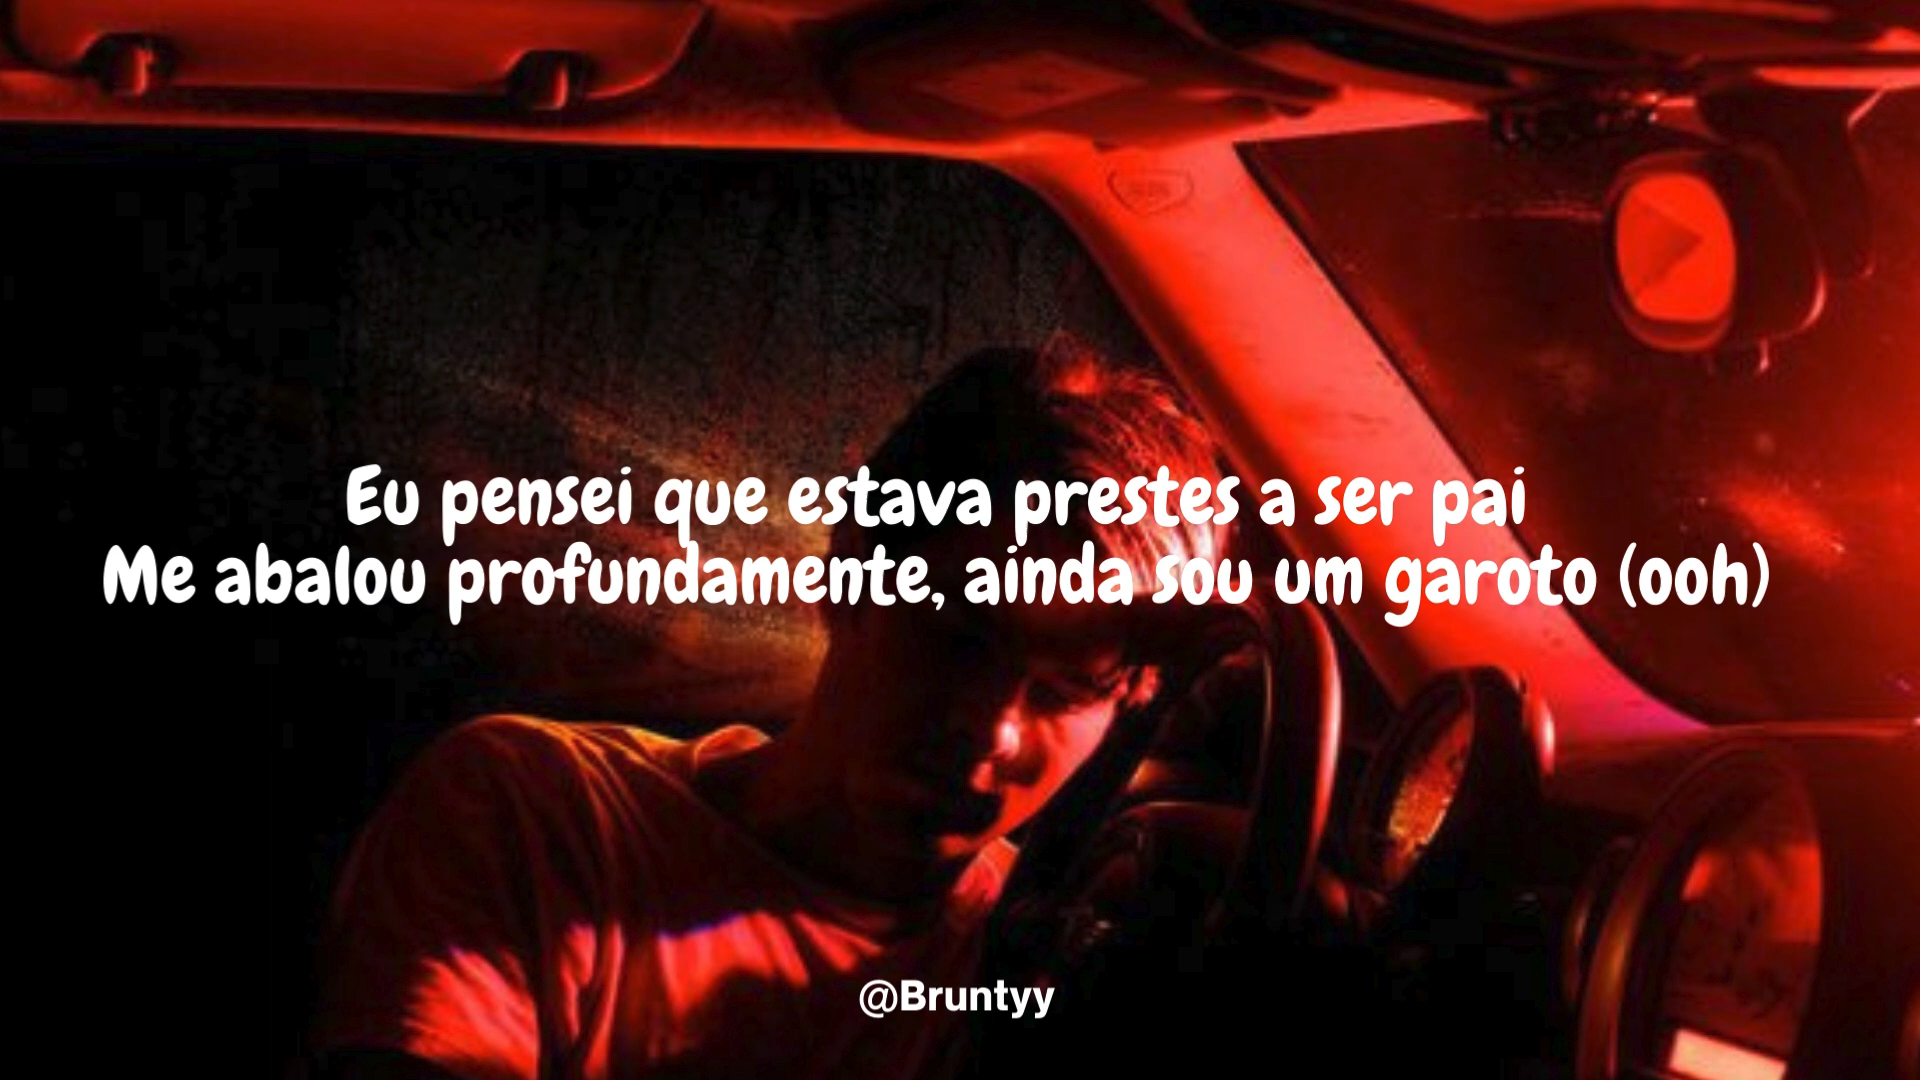 Eu pensei que estava prestes a ser pai
Me abalou profundamente, ainda sou um garoto (ooh)
@Bruntyy